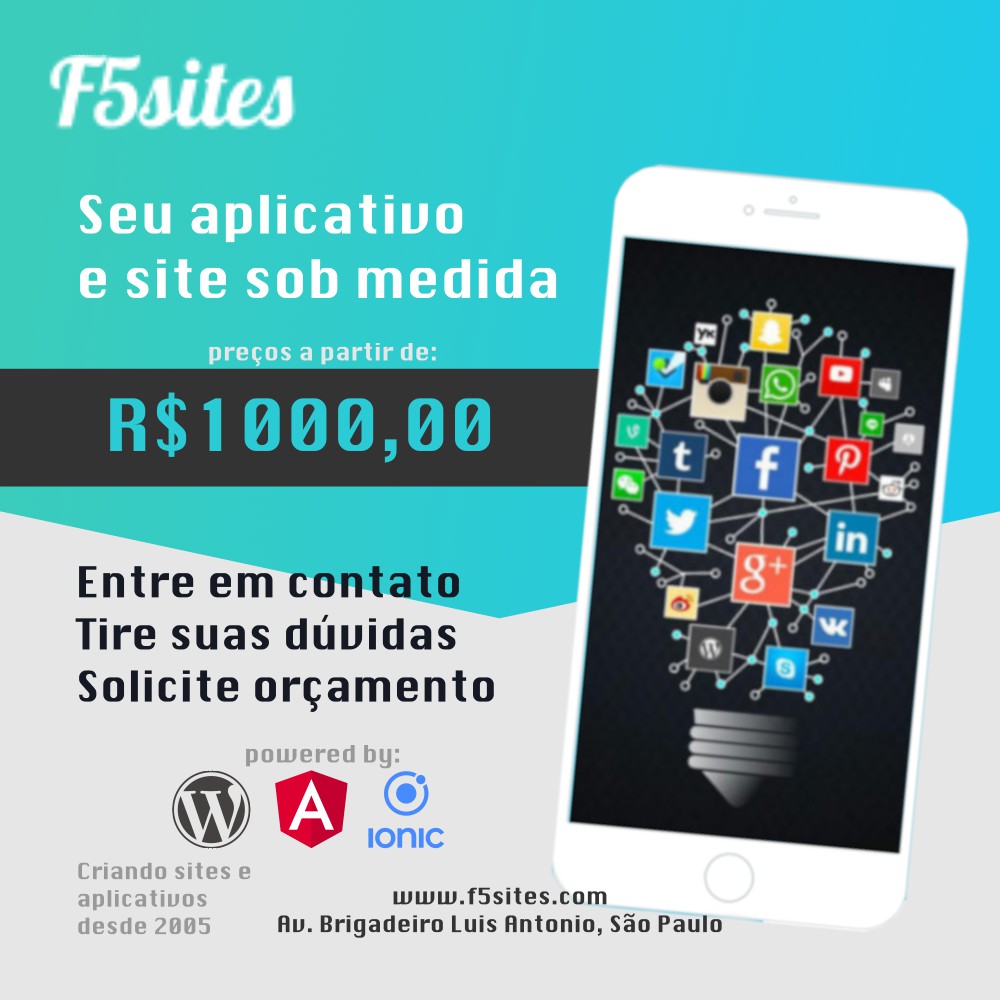 F5sites
Seu aplicativo
e site sob medida
preços a partir de:
R$1000,00
Entre em contato
Tire suas dúvidas
Solicite orçamento
powered by:
IONIC
Criando sites e
aplicativos
desde 2005
www.f5sites.com
Av. Brigadeiro Luis Antonio, São Paulo